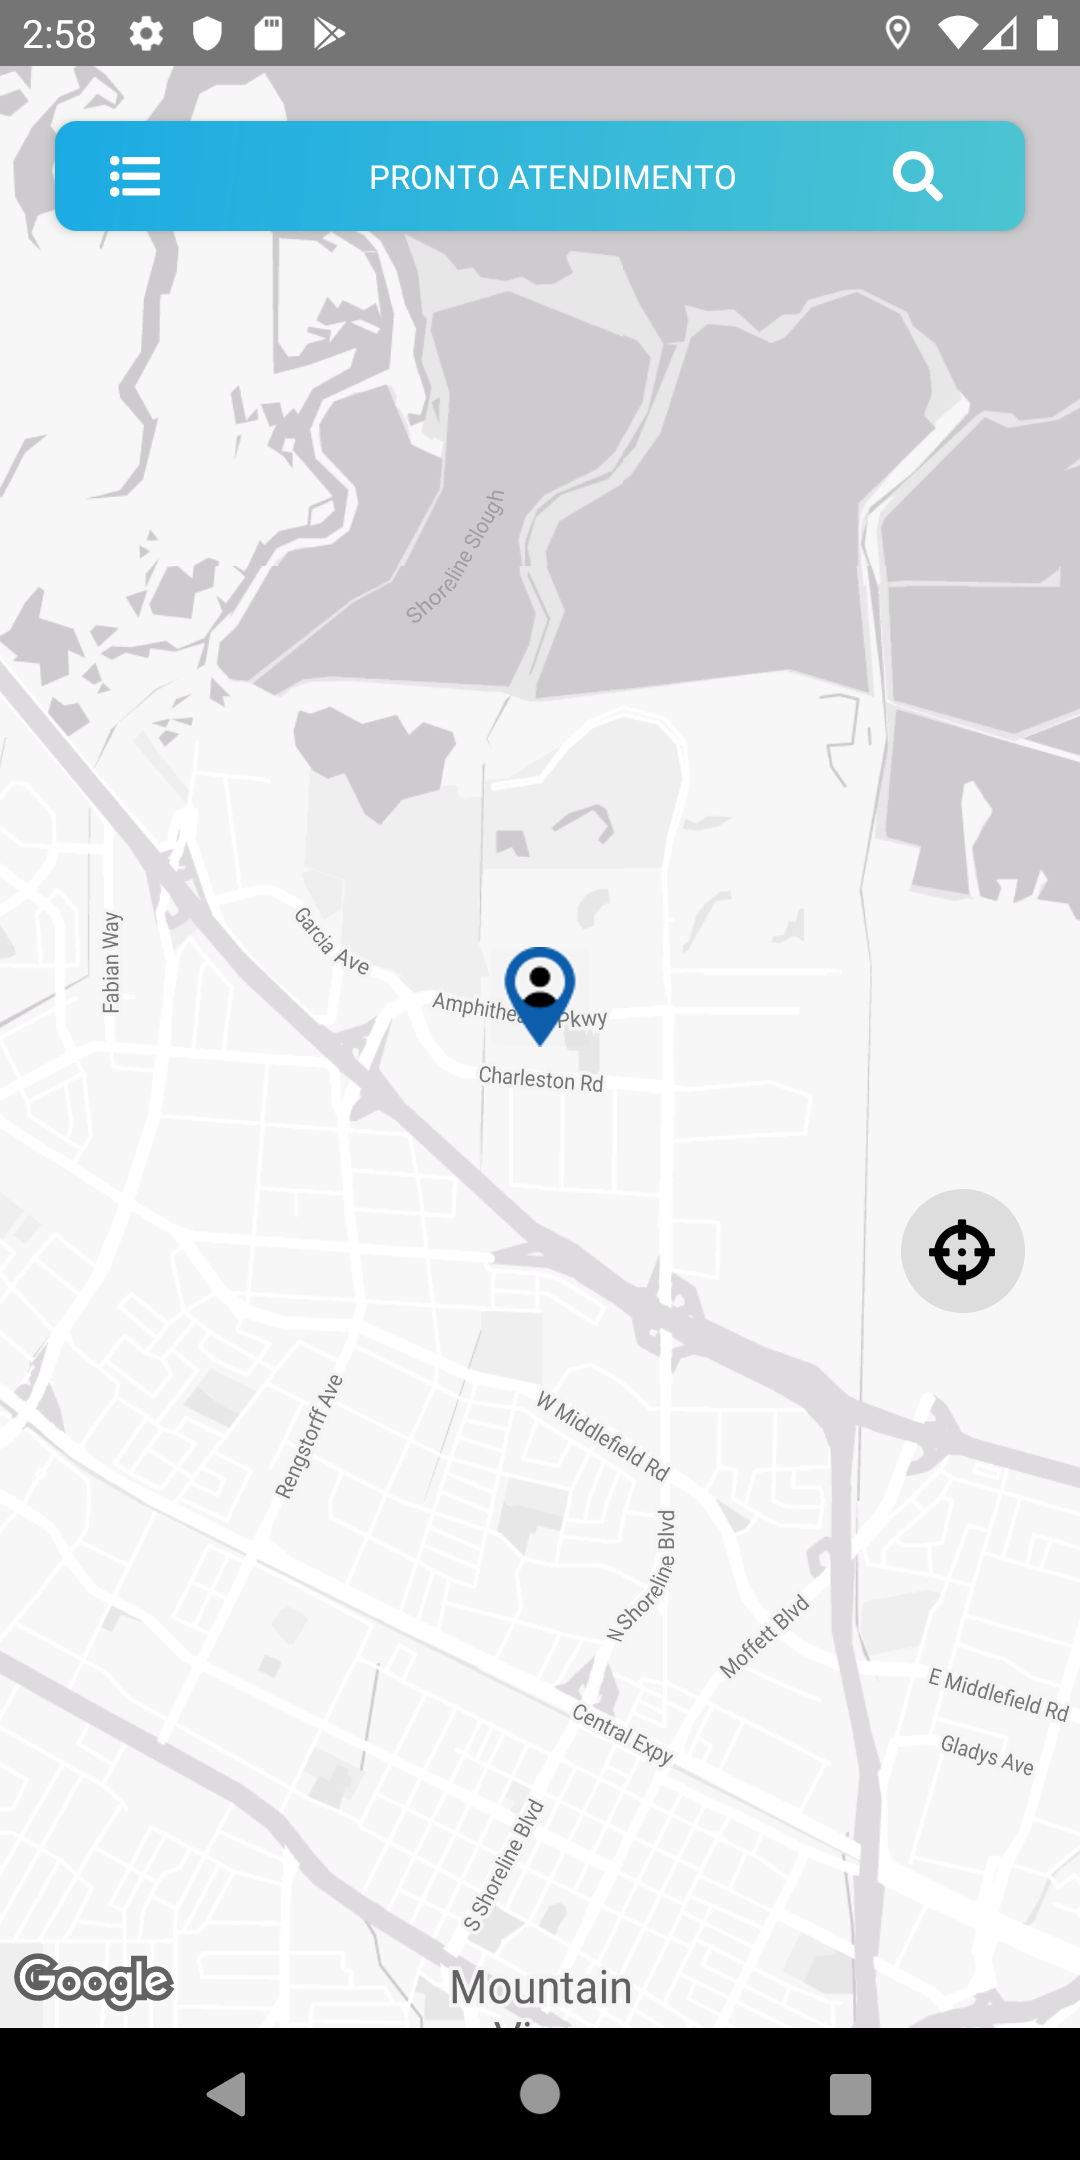 2:58
PRONTO ATENDIMENTO
Shoreline Slough
Fabian Way
Garcia Ave
Pkwy
Charleston Rd
Rengstorff Ave
W Middlefield Rd
N Shoreline Blvd
Moffett Blvd
E Middlefield Rd
Gladys Ave
Central Expy
S Shoreline Blvd
Google
Mountain